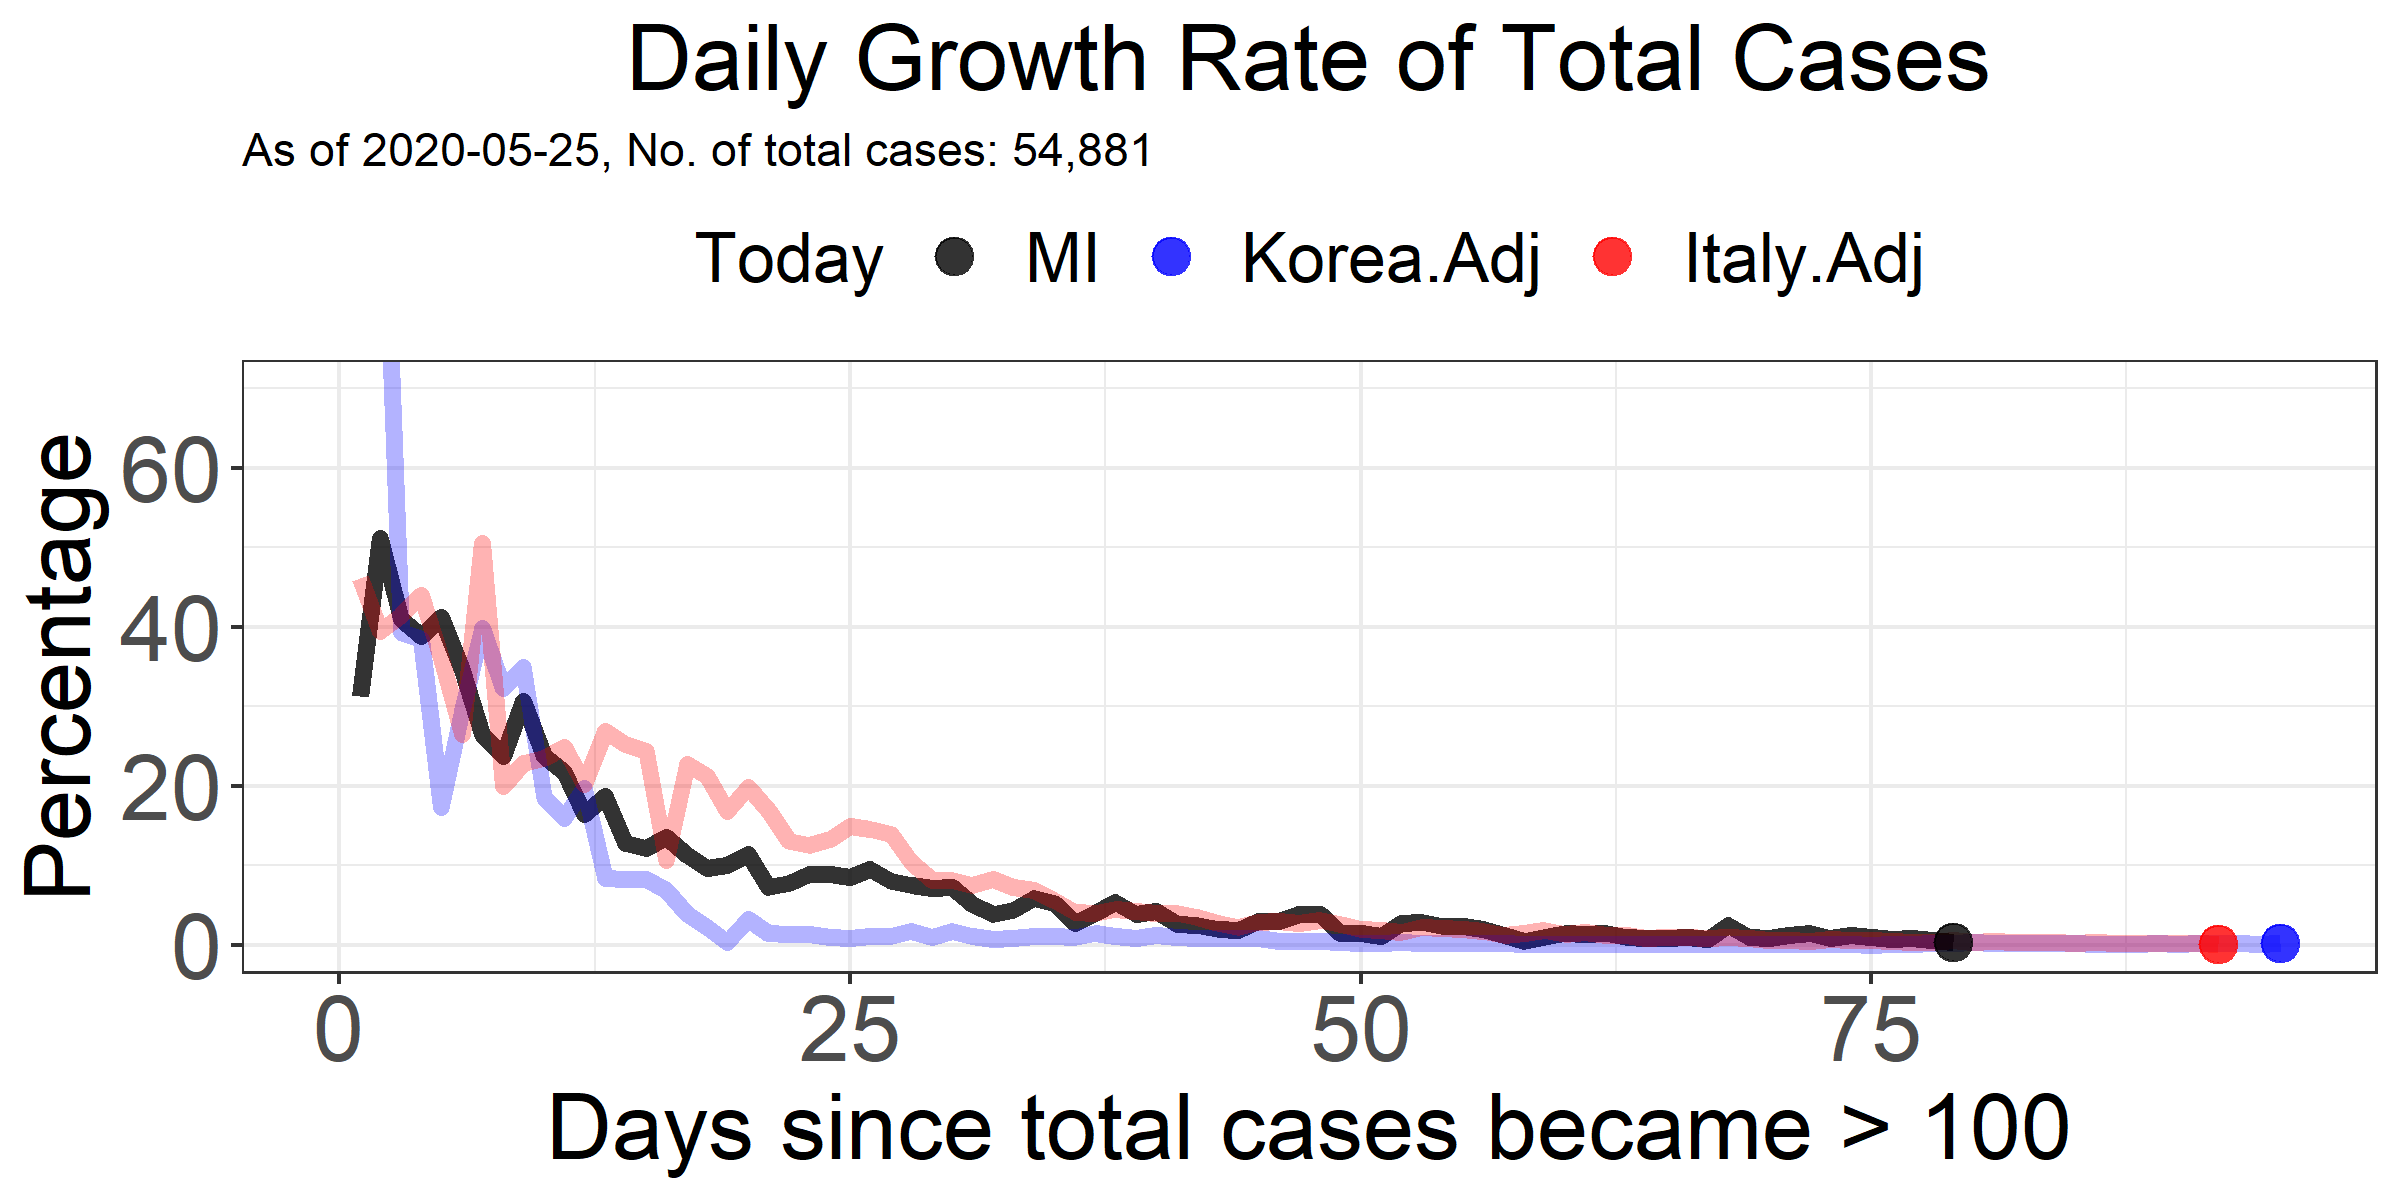 Daily Growth Rate of Total Cases
As of 2020-05-25, No. of total cases: 54,881
Today MI Korea.Adj Italy.Adj
Percentage
60
40
20
0
0 25 50 75
Days since total cases became > 100